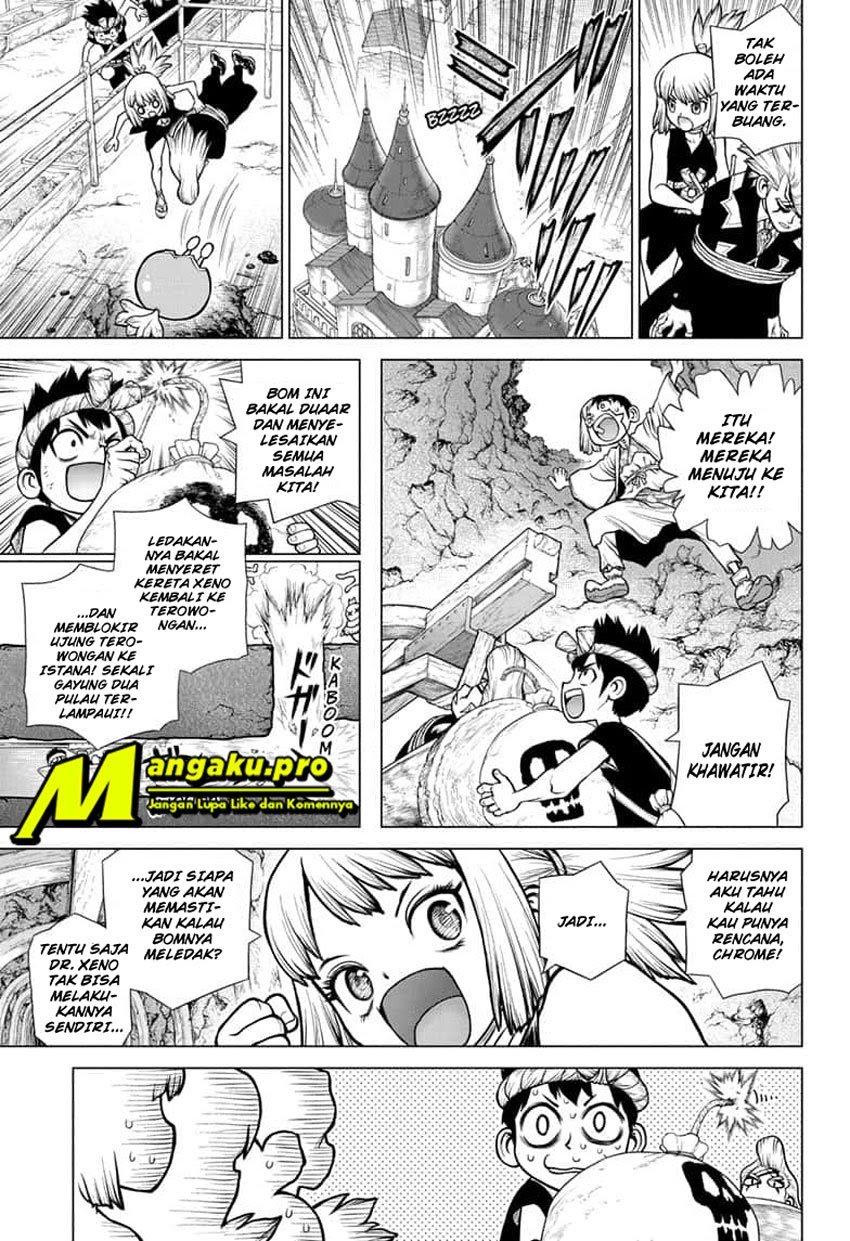 TAK
BOLEH
ADA
WAKTU
YANG TER-
BUANG.
BZZZZ
ITU
MEREKA!
MEREKA
MENUJU KE
KITA!!
JANGAN
KHAWATIR!
BOM INI
BAKAL DUAAR
DAN MENYE-
LESAIKAN
SEMUA
MASALAH
KITA!
LEDAKAN-
NYA BAKAL
MENYERET
KERETA XENO
KEMBALI KE
TEROWO-
NGAN...
...DAN
MEMBLOKIR
UJUNG TERO-
WONGAN KE
ISTANA! SEKALI
GAYUNG DUA
PULAU TER-
LAMPAUI!!
ドガ
KABOOM
Mangaku.pro
Jangan Lupa Like dan Komennya
HARUSNYA
AKU TAHU
KALAU
KAU PUNYA
RENCANA,
CHROME!
JADI...
...JADI SIAPA
YANG AKAN
MEMASTI-
KAN KALAU
BOMNYA
MELEDAK?
TENTU SAJA
DR. XENO
TAK BISA
MELAKU-
KANNYA
SENDIRI...